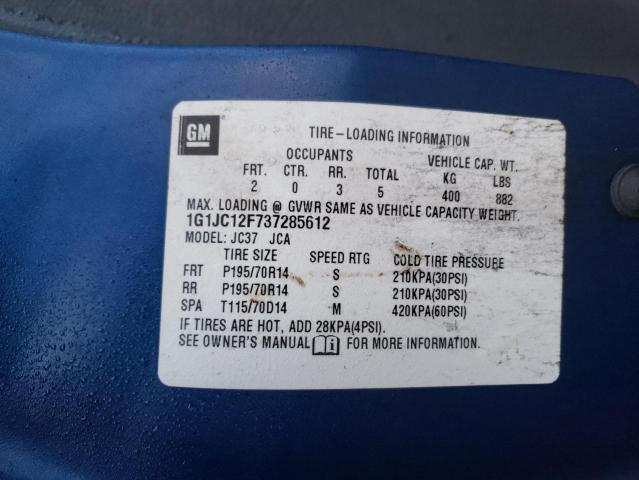 GM TIRE-LOADING INFORMATION
OCCUPANTS VEHICLE CAP. WT.
FRT. CTR. RR. TOTAL KG LBS
2 0 3 5 400 882
MAX. LOADING @ GVWR SAME AS VEHICLE CAPACITY WEIGHT.
1G1JC12F737285612
MODEL: JC37 JCA
TIRE SIZE SPEED RTG COLD TIRE PRESSURE
FRT P195/70R14 S 210KPA(30PSI)
RR P195/70R14 S 210KPA(30PSI)
SPA T115/70D14 M 420KPA(60PSI)
IF TIRES ARE HOT, ADD 28KPA(4PSI).
SEE OWNER'S MANUAL FOR MORE INFORMATION.